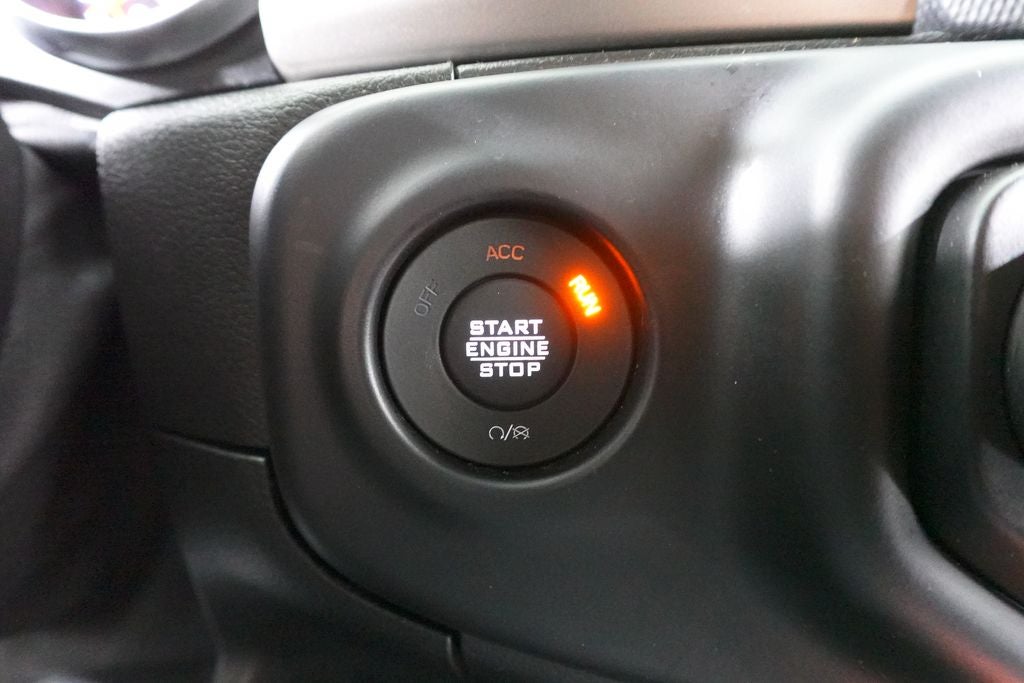 ACC
OFF
RUN
START
ENGINE
STOP